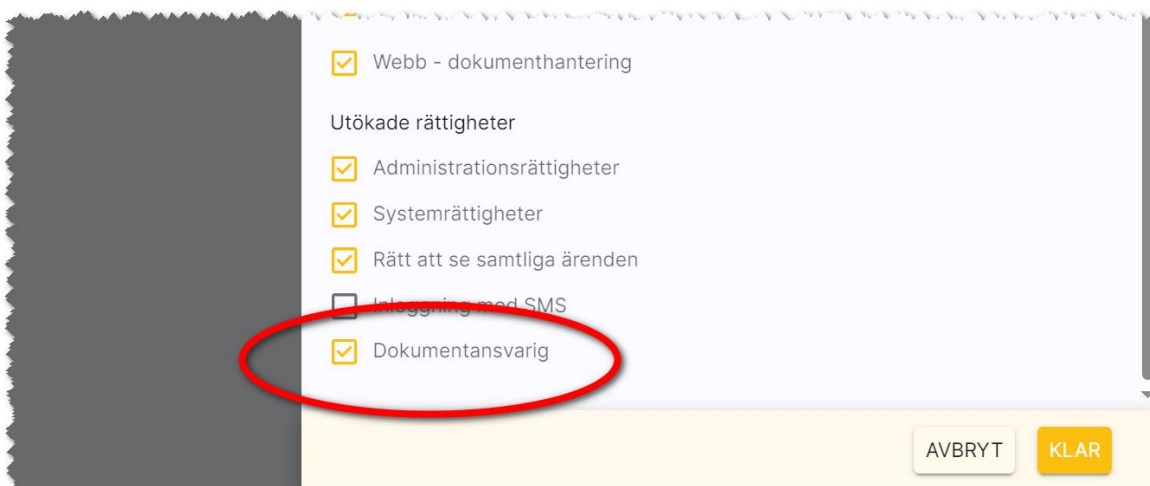 Webb - dokumenthantering
Utökade rättigheter
Administrationsrättigheter
Systemrättigheter
Rätt att se samtliga ärenden
Inloggning med SMS
Dokumentansvarig
AVBRYT
KLAR